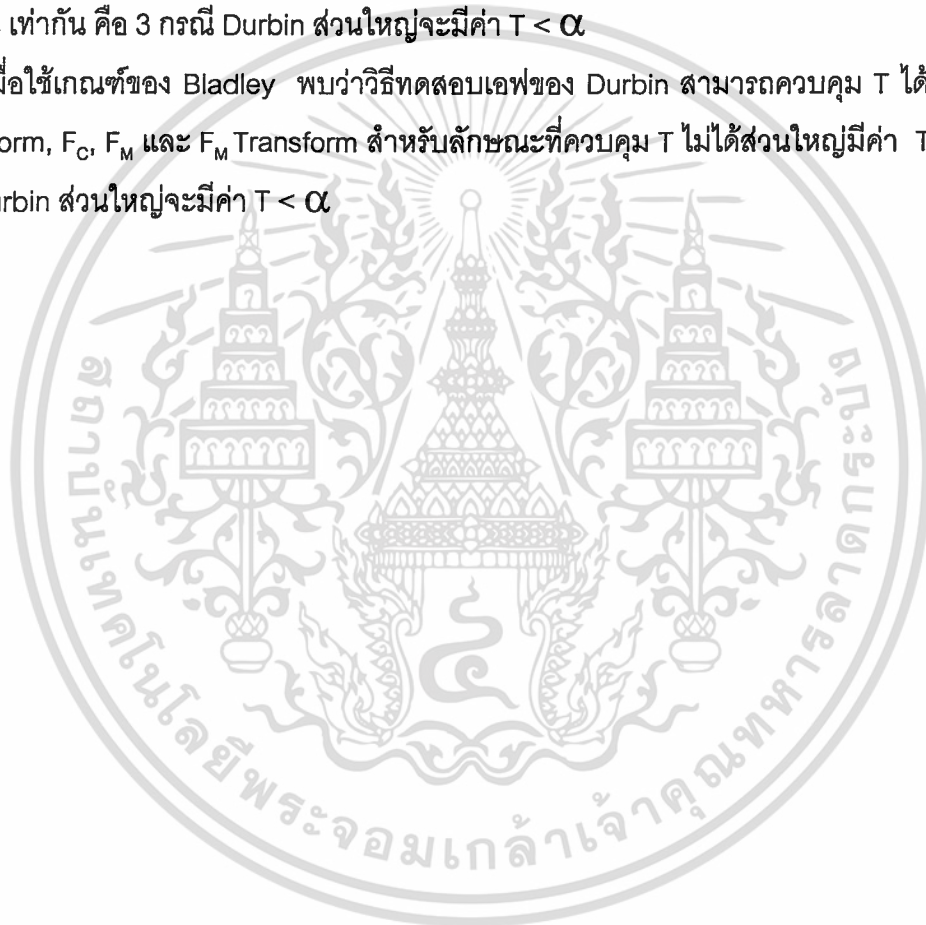 เท่ากัน คือ 3 กรณี Durbin ส่วนใหญ่จะมีค่า T < α
มื่อใช้เกณฑ์ของ Bladley พบว่าวิธีทดสอบเอฟของ Durbin สามารถควบคุม T ได้
orm, F_C, F_M และ F_M Transform สำหรับลักษณะที่ควบคุม T ไม่ได้ส่วนใหญ่มีค่า T
urbin ส่วนใหญ่จะมีค่า T < α
สถาบันเทคโนโลยีพระจอมเกล้าเจ้าคุณทหารลาดกระบัง